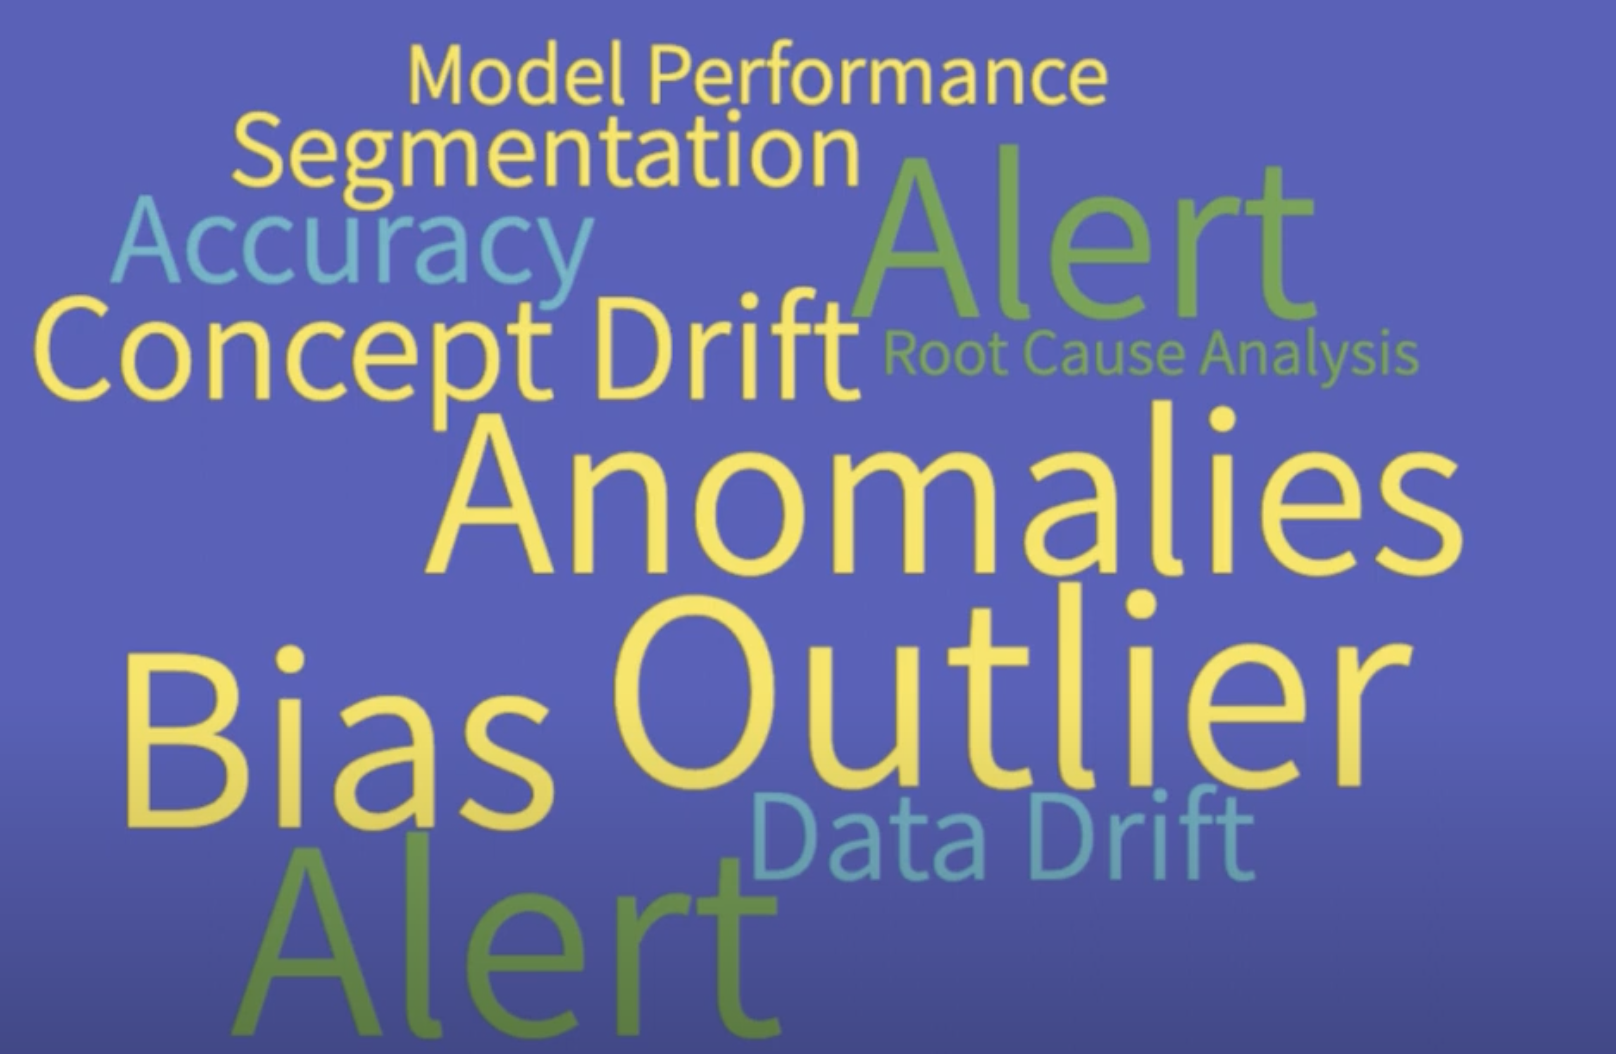 Model Performance
Segmentation
Accuracy
Alert
Concept Drift
Root Cause Analysis
Anomalies
Outlier
Bias
Data Drift
Alert